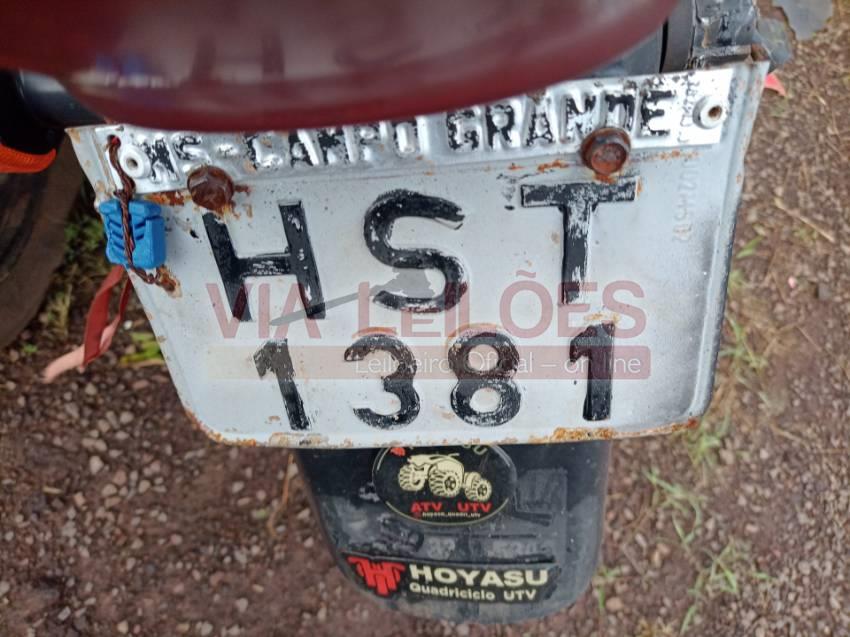 MS-CAMPO GRANDE
HST
1381
VIA LEILÕES
Leiloeiro Oficial – online
ATV UTV
HOYASU
Quadriciclo UTV